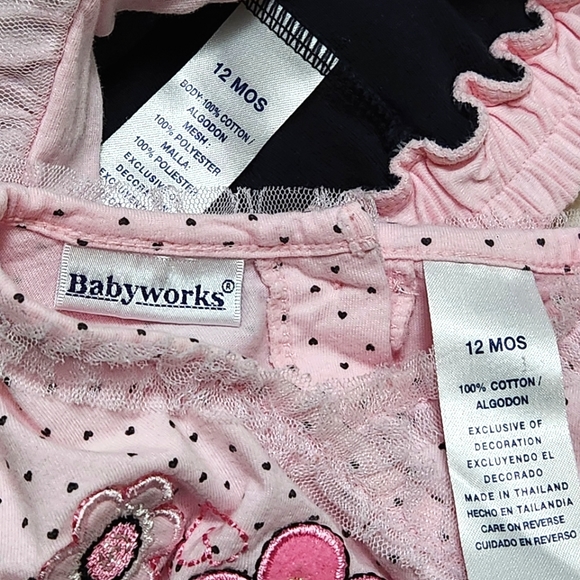 12 MOS
BODY: 100% COTTON /
ALGODON
MESH:
100% POLYESTER
MALLA:
100% POLIESTER
EXCLUSIVE OF
DECORATION
Babyworks®
12 MOS
100% COTTON /
ALGODON
EXCLUSIVE OF
DECORATION
EXCLUYENDO EL
DECORADO
MADE IN THAILAND
HECHO EN TAILANDIA
CARE ON REVERSE
CUIDADO EN REVERSO